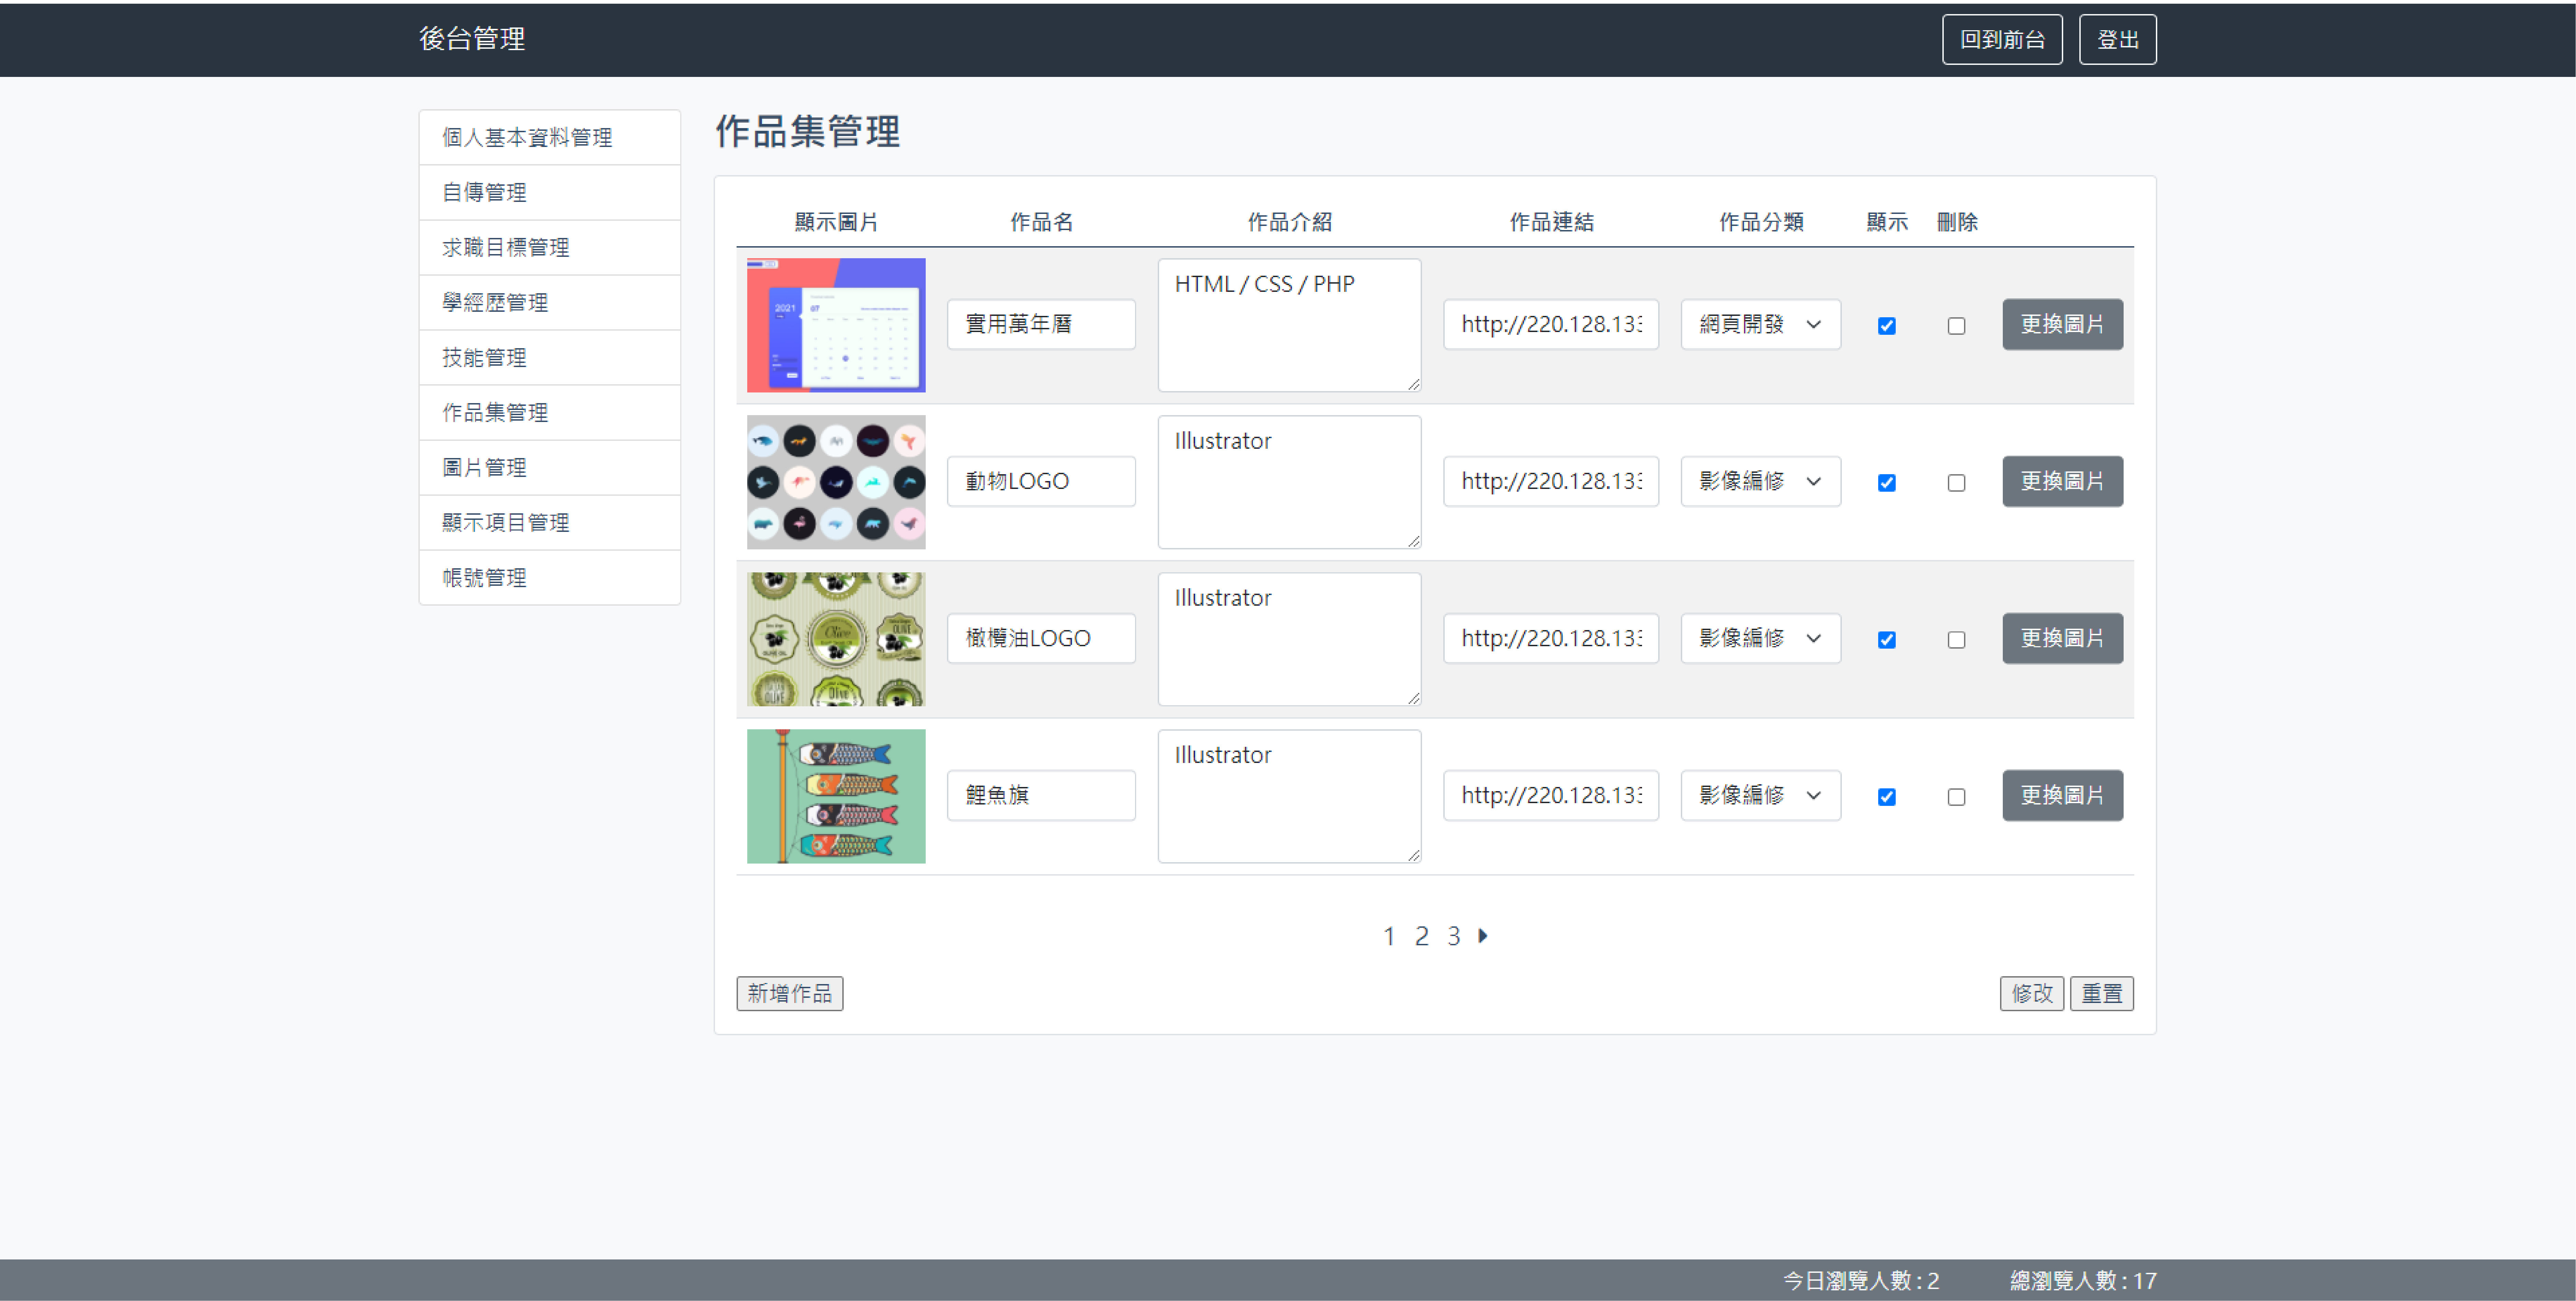 後台管理 回到前台 登出
個人基本資料管理
自傳管理
求職目標管理
學經歷管理
技能管理
作品集管理
圖片管理
顯示項目管理
帳號管理
作品集管理
顯示圖片 作品名 作品介紹 作品連結 作品分類 顯示 刪除
2021 07 實用萬年曆 HTML / CSS / PHP http://220.128.133 網頁開發 更換圖片
動物LOGO Illustrator http://220.128.133 影像編修 更換圖片
橄欖油LOGO Illustrator http://220.128.133 影像編修 更換圖片
鯉魚旗 Illustrator http://220.128.133 影像編修 更換圖片
1 2 3
新增作品 修改 重置
今日瀏覽人數 : 2 總瀏覽人數 : 17